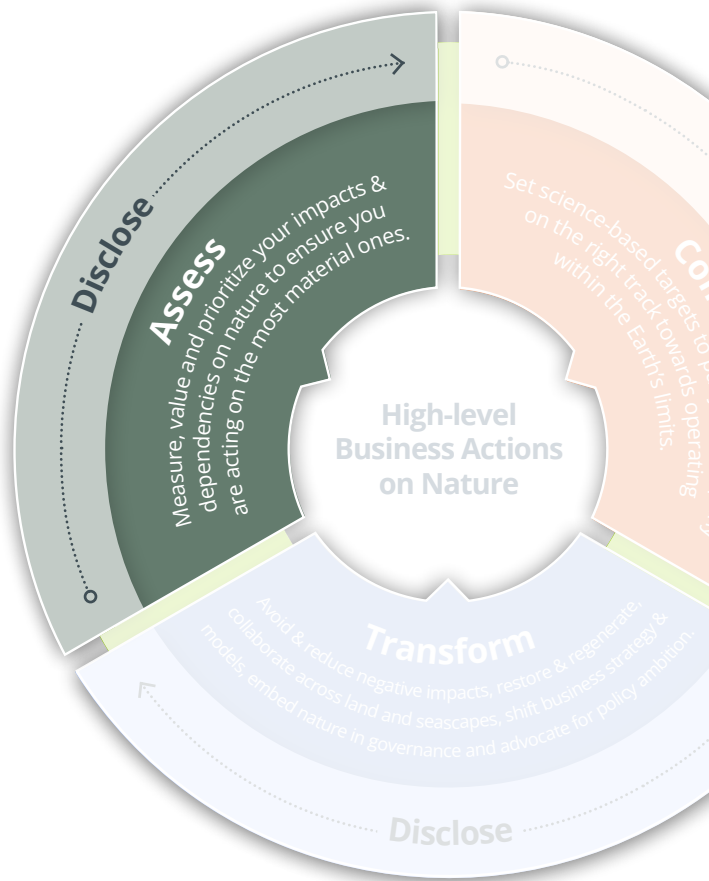 Disclose
Assess
Measure, value and prioritize your impacts &
dependencies on nature to ensure you
are acting on the most material ones.
Set science-based targets to
on the right track towards operating
within the Earth's limits.
High-level
Business Actions
on Nature
Transform
Avoid & reduce negative impacts, restore & regenerate,
collaborate across land and seascapes, shift business strategy &
models, embed nature in governance and advocate for policy ambition.
Disclose